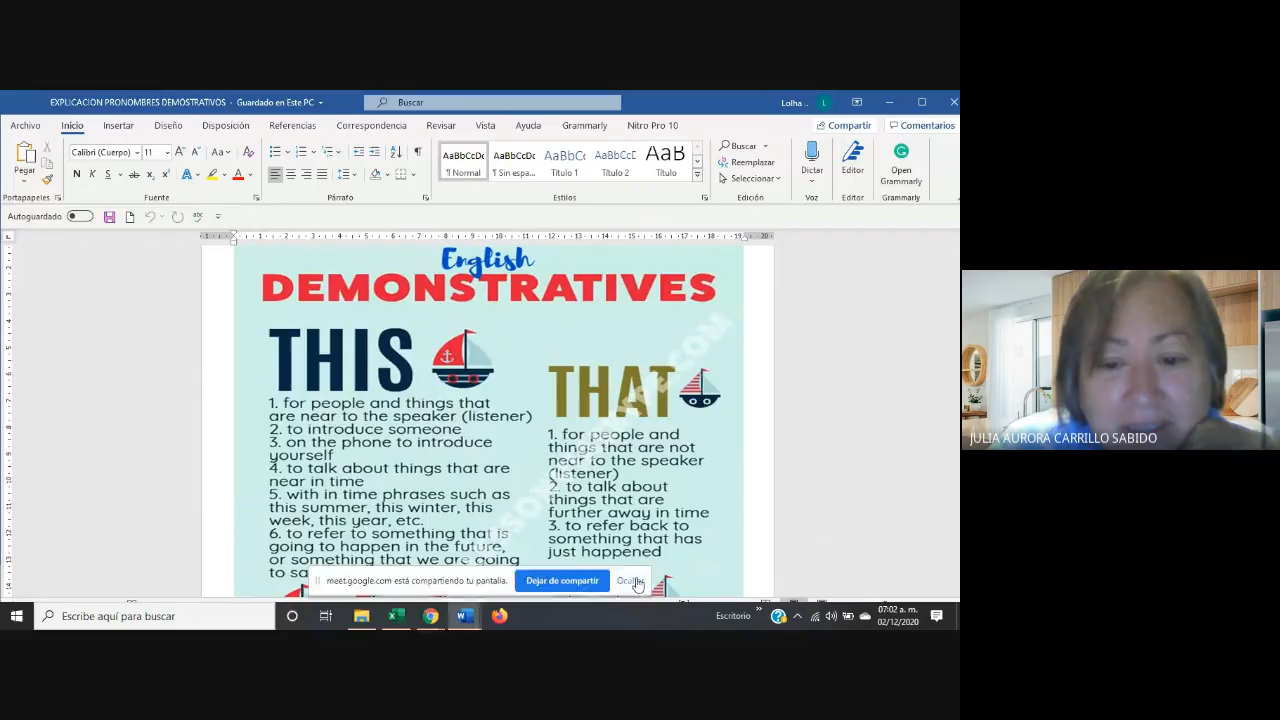 EXPLICACION PRONOMBRES DEMOSTRATIVOS - Guardado en Este PC
Buscar
Lolha ..
L
Archivo Inicio Insertar Diseño Disposición Referencias Correspondencia Revisar Vista Ayuda Grammarly Nitro Pro 10
Compartir Comentarios
Pegar
Calibri (Cuerpo) 11
N K S ab x₂ x² A A
AaBbCcDc AaBbCcDc AaBbC AaBbCcE AaB
¶ Normal ¶ Sin espa... Título 1 Título 2 Título
Buscar
Reemplazar
Seleccionar
Dictar
Editor
Open
Grammarly
Portapapeles Fuente Párrafo Estilos Edición Voz Editor Grammarly
Autoguardado
English
DEMONSTRATIVES
THIS
1. for people and things that
are near to the speaker (listener)
2. to introduce someone
3. on the phone to introduce
yourself
4. to talk about things that are
near in time
5. with in time phrases such as
this summer, this winter, this
week, this year, etc.
6. to refer to something that is
going to happen in the future,
or something that we are going
to sa
THAT
1. for people and
things that are not
near to the speaker
(listener)
2. to talk about
things that are
further away in time
3. to refer back to
something that has
just happened
meet.google.com está compartiendo tu pantalla.
Dejar de compartir
Ocultar
Escribe aquí para buscar
Escritorio
07:02 a. m.
02/12/2020
JULIA AURORA CARRILLO SABIDO